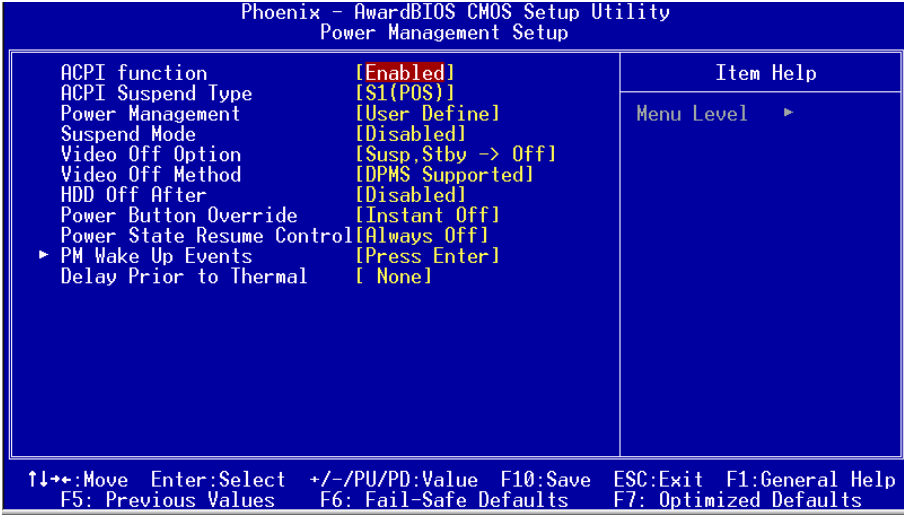 Phoenix - AwardBIOS CMOS Setup Utility
Power Management Setup
ACPI function [Enabled]
ACPI Suspend Type [S1(POS)]
Power Management [User Define]
Suspend Mode [Disabled]
Video Off Option [Susp,Stby -> Off]
Video Off Method [DPMS Supported]
HDD Off After [Disabled]
Power Button Override [Instant Off]
Power State Resume Control[Always Off]
► PM Wake Up Events [Press Enter]
Delay Prior to Thermal [ None]
Item Help
Menu Level ►
↑↓→←:Move Enter:Select +/-/PU/PD:Value F10:Save ESC:Exit F1:General Help
F5: Previous Values F6: Fail-Safe Defaults F7: Optimized Defaults